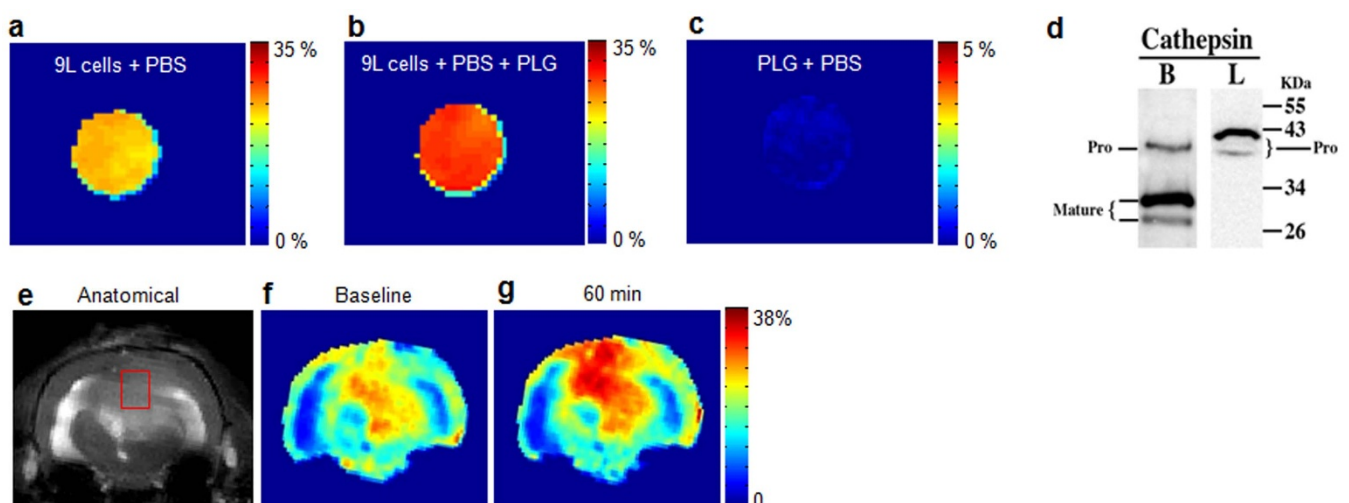 a
35 %
9L cells + PBS
0 %
b
35 %
9L cells + PBS + PLG
0 %
c
5 %
PLG + PBS
0 %
d
Cathepsin
B L
KDa
55
43
Pro } Pro
34
Mature {
26
e Anatomical
f Baseline
g 60 min
38%
0